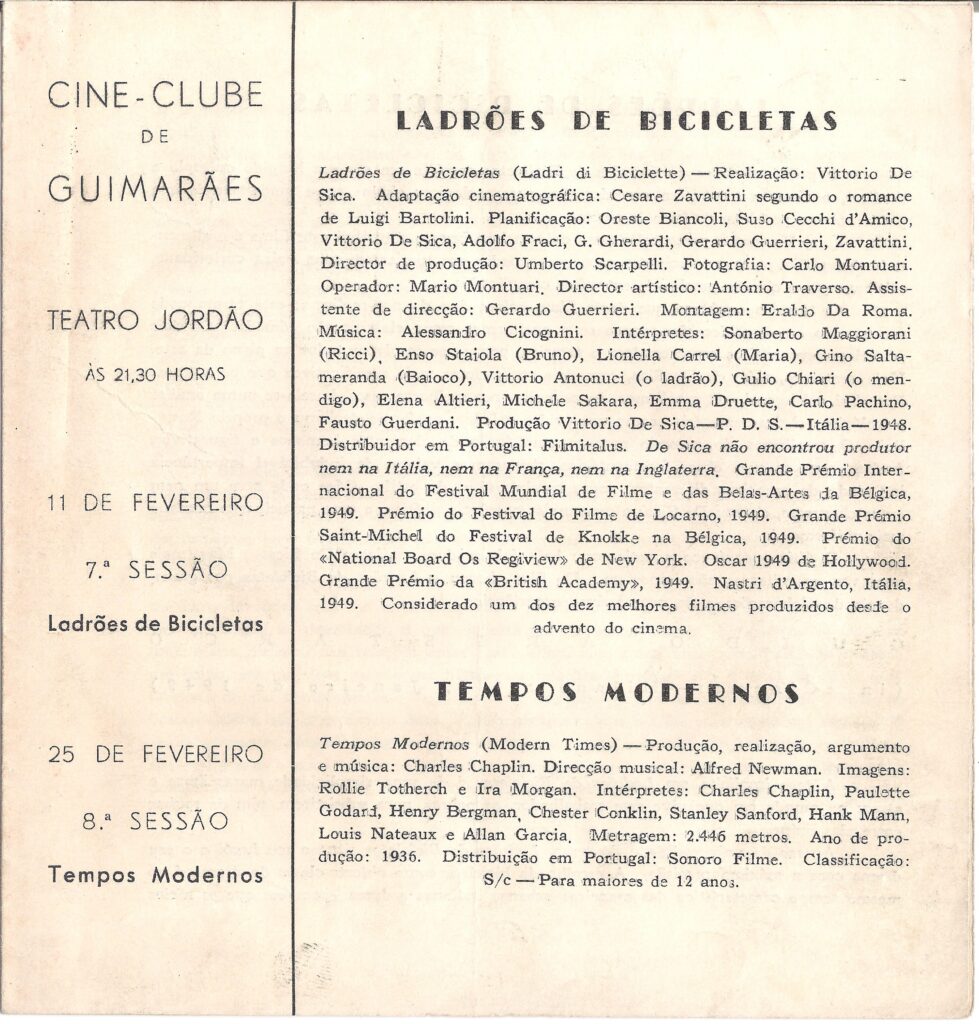 CINE-CLUBE
DE
GUIMARÃES
TEATRO JORDÃO
ÀS 21,30 HORAS
11 DE FEVEREIRO
7.ª SESSÃO
Ladrões de Bicicletas
25 DE FEVEREIRO
8.ª SESSÃO
Tempos Modernos
LADRÕES DE BICICLETAS
Ladrões de Bicicletas (Ladri di Biciclette) — Realização: Vittorio De
Sica. Adaptação cinematográfica: Cesare Zavattini segundo o romance
de Luigi Bartolini. Planificação: Oreste Biancoli, Suso Cecchi d'Amico,
Vittorio De Sica, Adolfo Fraci, G. Gherardi, Gerardo Guerrieri, Zavattini.
Director de produção: Umberto Scarpelli. Fotografia: Carlo Montuari.
Operador: Mario Montuari. Director artístico: António Traverso. Assis-
tente de direcção: Gerardo Guerrieri. Montagem: Eraldo Da Roma.
Música: Alessandro Cicognini. Intérpretes: Sonaberto Maggiorani
(Ricci), Enso Staiola (Bruno), Lionella Carrel (Maria), Gino Salta-
meranda (Baioco), Vittorio Antonuci (o ladrão), Gulio Chiari (o men-
digo), Elena Altieri, Michele Sakara, Emma Druette, Carlo Pachino,
Fausto Guerdani. Produção Vittorio De Sica—P. D. S.—Itália—1948.
Distribuidor em Portugal: Filmitalus. De Sica não encontrou produtor
nem na Itália, nem na França, nem na Inglaterra. Grande Prémio Inter-
nacional do Festival Mundial de Filme e das Belas-Artes da Bélgica,
1949. Prémio do Festival do Filme de Locarno, 1949. Grande Prémio
Saint-Michel do Festival de Knokke na Bélgica, 1949. Prémio do
«National Board Os Regiview» de New York. Oscar 1949 de Hollywood.
Grande Prémio da «British Academy», 1949. Nastri d'Argento, Itália,
1949. Considerado um dos dez melhores filmes produzidos desde o
advento do cinema.
TEMPOS MODERNOS
Tempos Modernos (Modern Times) — Produção, realização, argumento
e música: Charles Chaplin. Direcção musical: Alfred Newman. Imagens:
Rollie Totherch e Ira Morgan. Intérpretes: Charles Chaplin, Paulette
Godard, Henry Bergman, Chester Conklin, Stanley Sanford, Hank Mann,
Louis Nateaux e Allan Garcia. Metragem: 2.446 metros. Ano de pro-
dução: 1936. Distribuição em Portugal: Sonoro Filme. Classificação:
S/c — Para maiores de 12 anos.